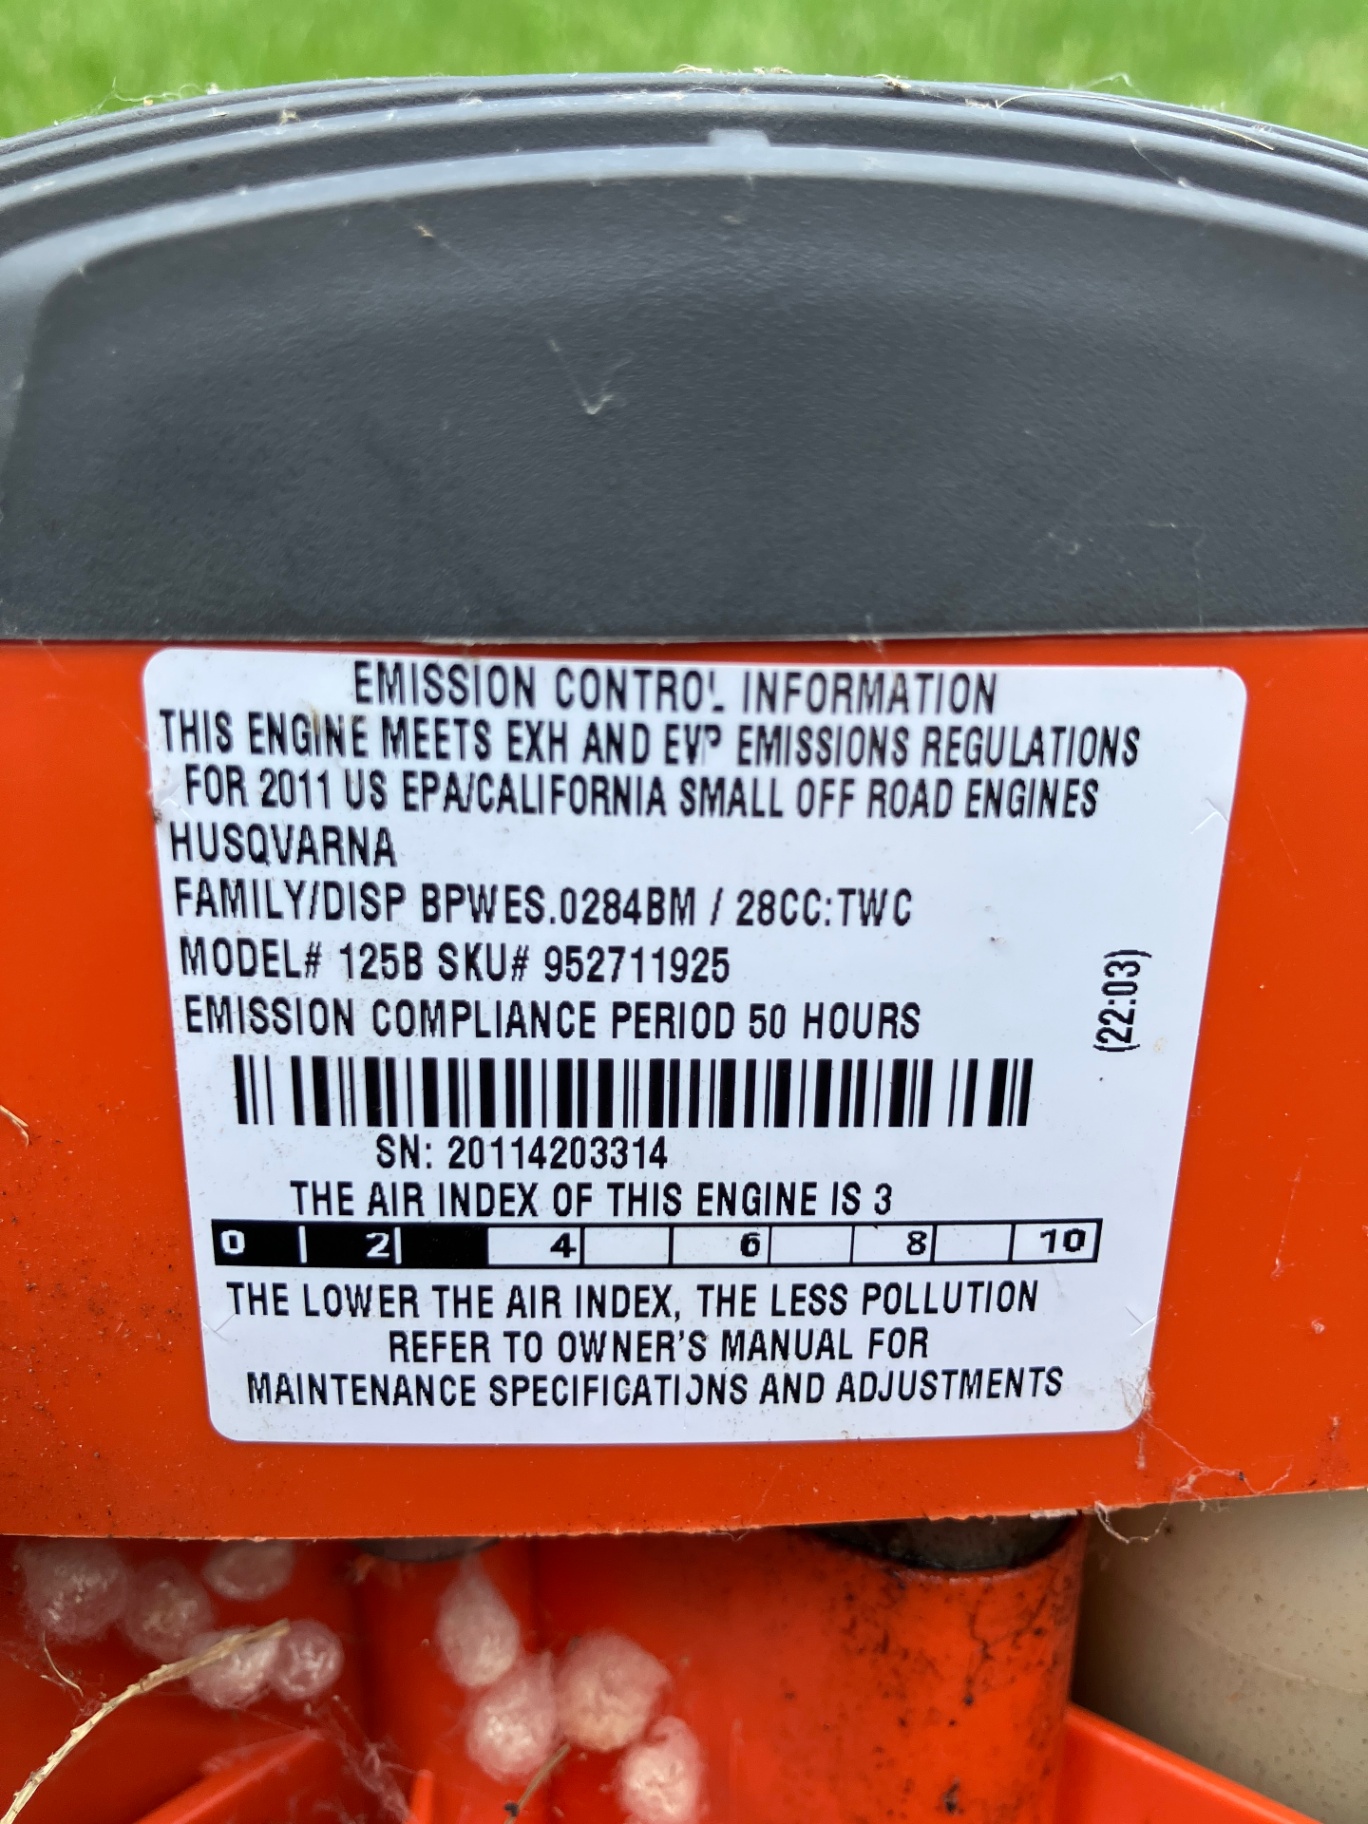 EMISSION CONTROL INFORMATION
THIS ENGINE MEETS EXH AND EVP EMISSIONS REGULATIONS
FOR 2011 US EPA/CALIFORNIA SMALL OFF ROAD ENGINES
HUSQVARNA
FAMILY/DISP BPWES.0284BM / 28CC:TWC
MODEL# 125B SKU# 952711925
EMISSION COMPLIANCE PERIOD 50 HOURS
(22:03)
SN: 20114203314
THE AIR INDEX OF THIS ENGINE IS 3
0 2 4 6 8 10
THE LOWER THE AIR INDEX, THE LESS POLLUTION
REFER TO OWNER'S MANUAL FOR
MAINTENANCE SPECIFICATIONS AND ADJUSTMENTS